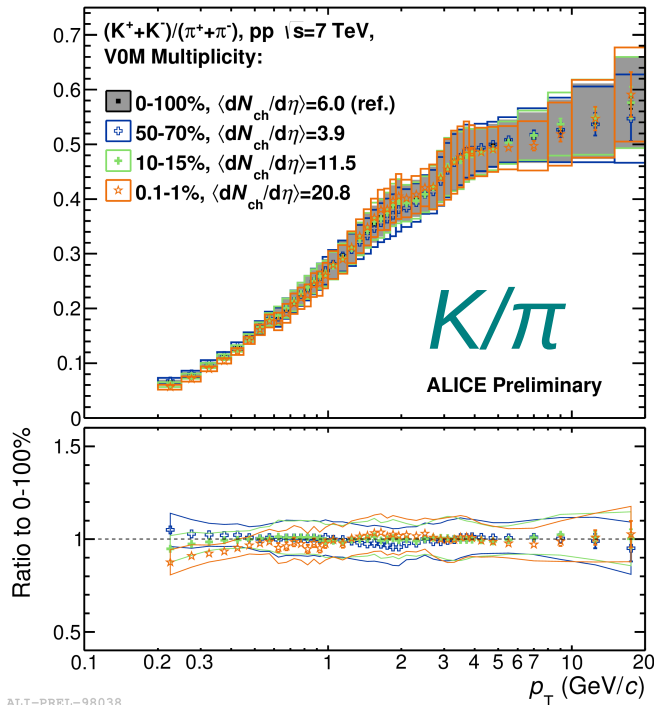 (K⁺+K⁻)/(π⁺+π⁻), pp √s=7 TeV,
V0M Multiplicity:
0-100%, ⟨dN_ch/dη⟩=6.0 (ref.)
50-70%, ⟨dN_ch/dη⟩=3.9
10-15%, ⟨dN_ch/dη⟩=11.5
0.1-1%, ⟨dN_ch/dη⟩=20.8
0.7
0.6
0.5
0.4
0.3
0.2
0.1
0
K/π
ALICE Preliminary
Ratio to 0-100%
1.5
1
0.5
0.1 0.2 0.3 1 2 3 4 5 6 7 10 20
p_T (GeV/c)
ALI-PREL-98038